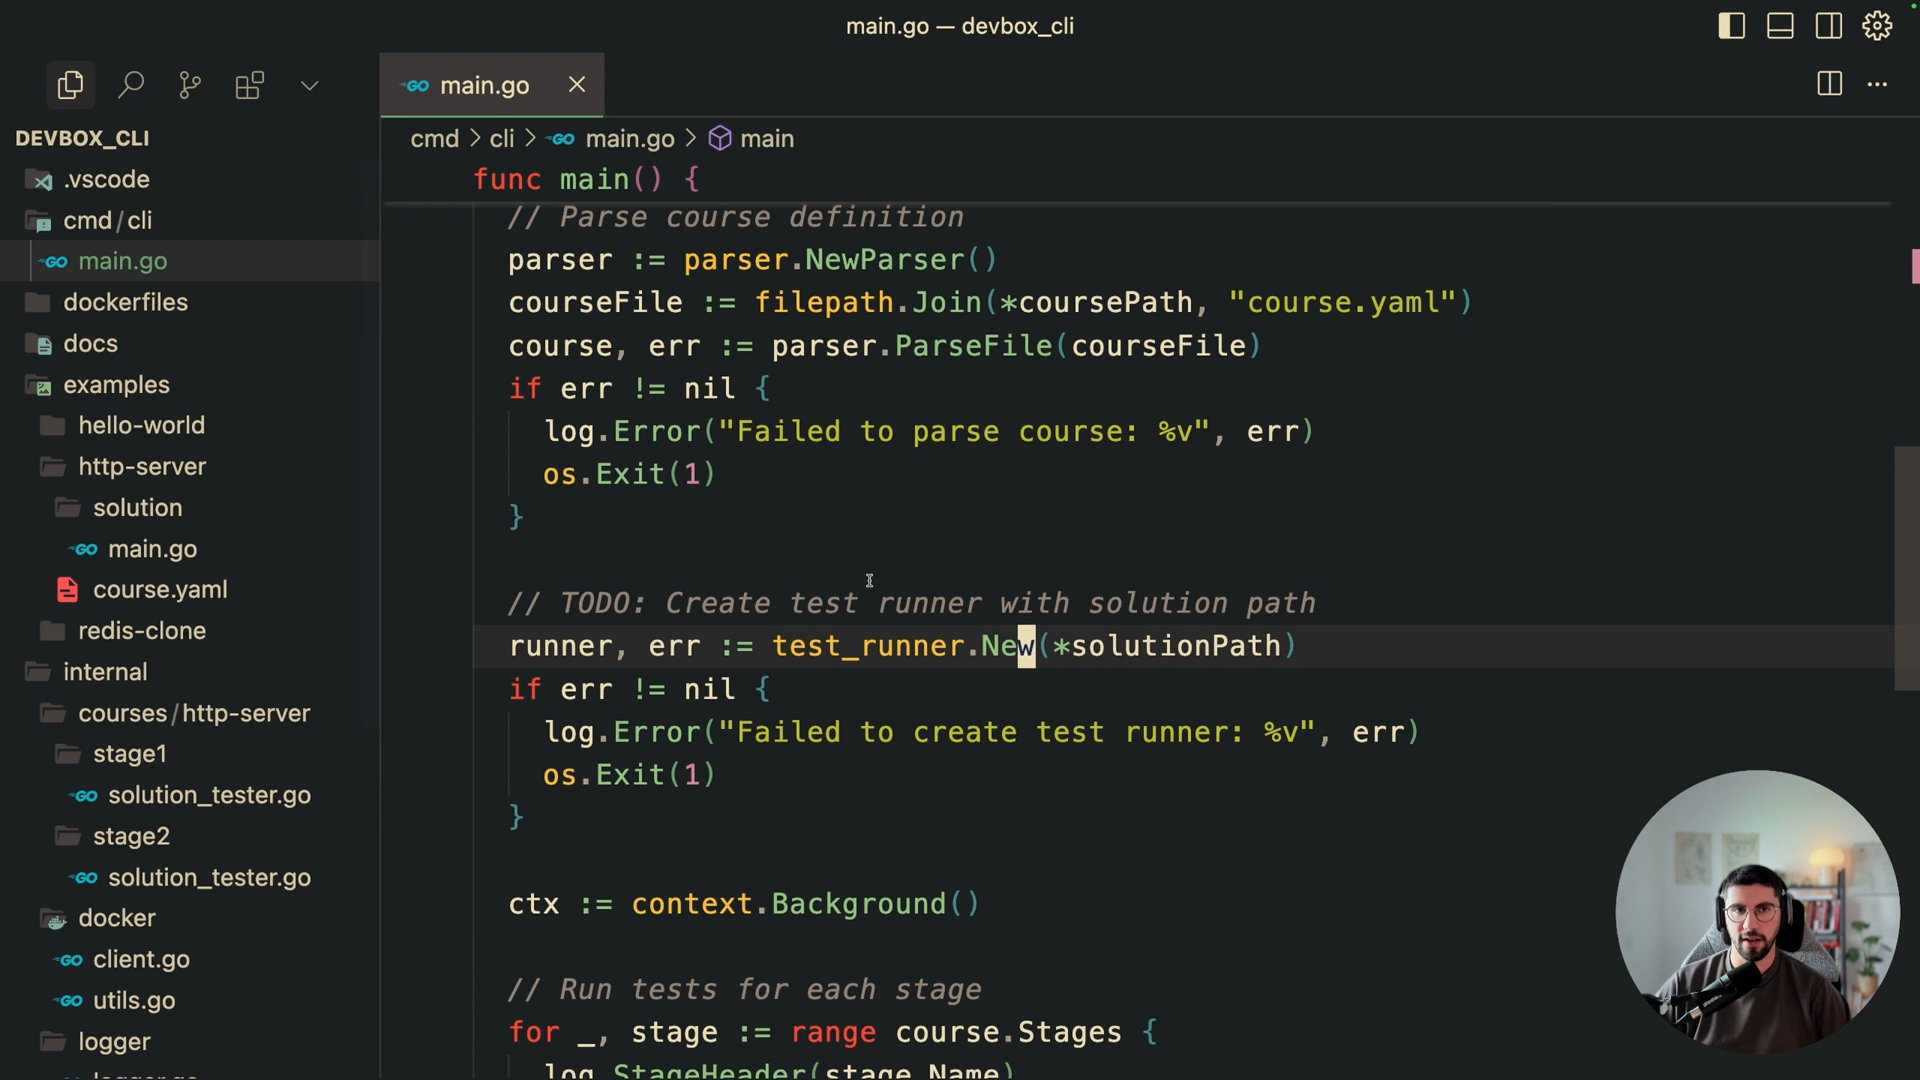 main.go — devbox_cli
main.go
DEVBOX_CLI
.vscode
cmd/cli
main.go
dockerfiles
docs
examples
hello-world
http-server
solution
main.go
course.yaml
redis-clone
internal
courses/http-server
stage1
solution_tester.go
stage2
solution_tester.go
docker
client.go
utils.go
logger
cmd > cli > main.go > main
func main() {
// Parse course definition
parser := parser.NewParser()
courseFile := filepath.Join(*coursePath, "course.yaml")
course, err := parser.ParseFile(courseFile)
if err != nil {
log.Error("Failed to parse course: %v", err)
os.Exit(1)
}
// TODO: Create test runner with solution path
runner, err := test_runner.New(*solutionPath)
if err != nil {
log.Error("Failed to create test runner: %v", err)
os.Exit(1)
}
ctx := context.Background()
// Run tests for each stage
for _, stage := range course.Stages {
log.StageHeader(stage.Name)